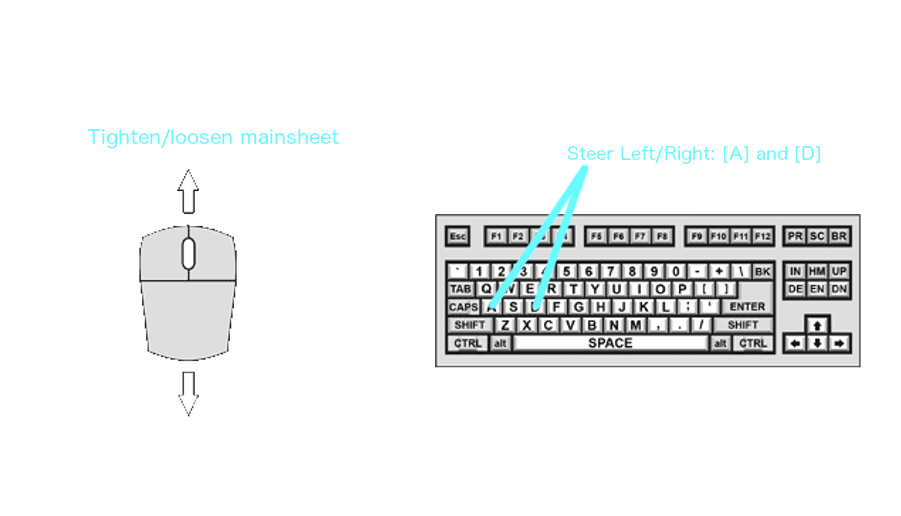 Tighten/loosen mainsheet
Steer Left/Right: [A] and [D]
Esc F1 F2 F5 F6 F7 F8 F9 F10 F11 F12 PR SC BR
` 1 2 3 4 5 6 7 8 9 0 - + \ BK IN HM UP
TAB Q W E R T Y U I O P [ ] DE EN DN
CAPS A S D F G H J K L ; ' ENTER
SHIFT Z X C V B N M , . / SHIFT
CTRL alt SPACE alt CTRL